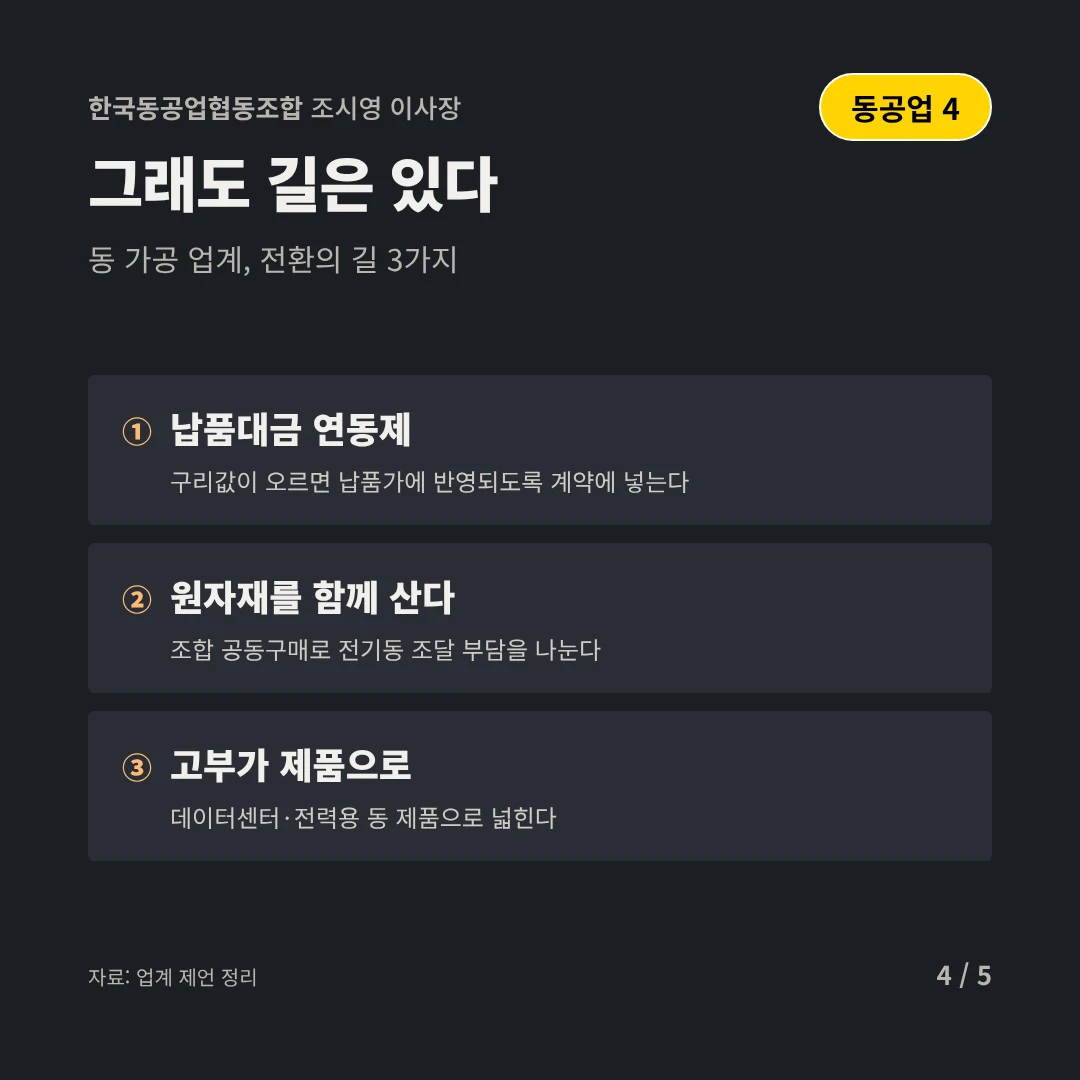 한국동공업협동조합 조시영 이사장
동공업 4
그래도 길은 있다
동 가공 업계, 전환의 길 3가지
① 납품대금 연동제
구리값이 오르면 납품가에 반영되도록 계약에 넣는다
② 원자재를 함께 산다
조합 공동구매로 전기동 조달 부담을 나눈다
③ 고부가 제품으로
데이터센터·전력용 동 제품으로 넓힌다
자료: 업계 제언 정리
4 / 5